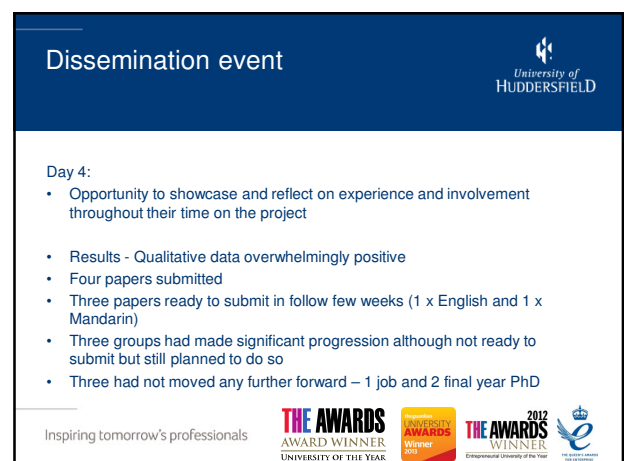 Dissemination event
University of
HUDDERSFIELD
Day 4:
• Opportunity to showcase and reflect on experience and involvement
throughout their time on the project
• Results - Qualitative data overwhelmingly positive
• Four papers submitted
• Three papers ready to submit in follow few weeks (1 x English and 1 x
Mandarin)
• Three groups had made significant progression although not ready to
submit but still planned to do so
• Three had not moved any further forward – 1 job and 2 final year PhD
Inspiring tomorrow's professionals
THE AWARDS
AWARD WINNER
UNIVERSITY OF THE YEAR
UNIVERSITY
AWARDS
Winner
2013
2012
THE AWARDS
WINNER
Entrepreneurial University of the Year
THE QUEEN'S AWARDS
FOR ENTERPRISE